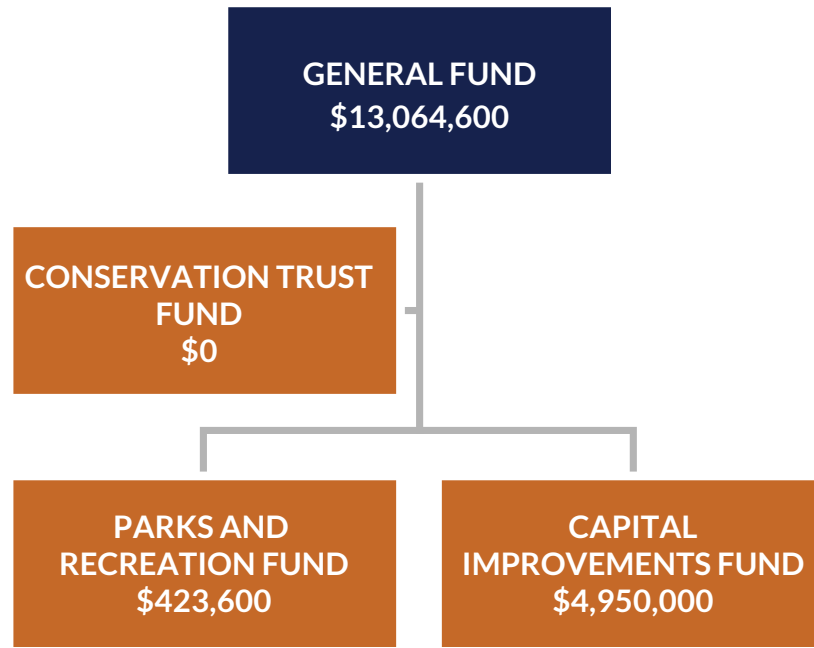 GENERAL FUND
$13,064,600
CONSERVATION TRUST
FUND
$0
PARKS AND
RECREATION FUND
$423,600
CAPITAL
IMPROVEMENTS FUND
$4,950,000